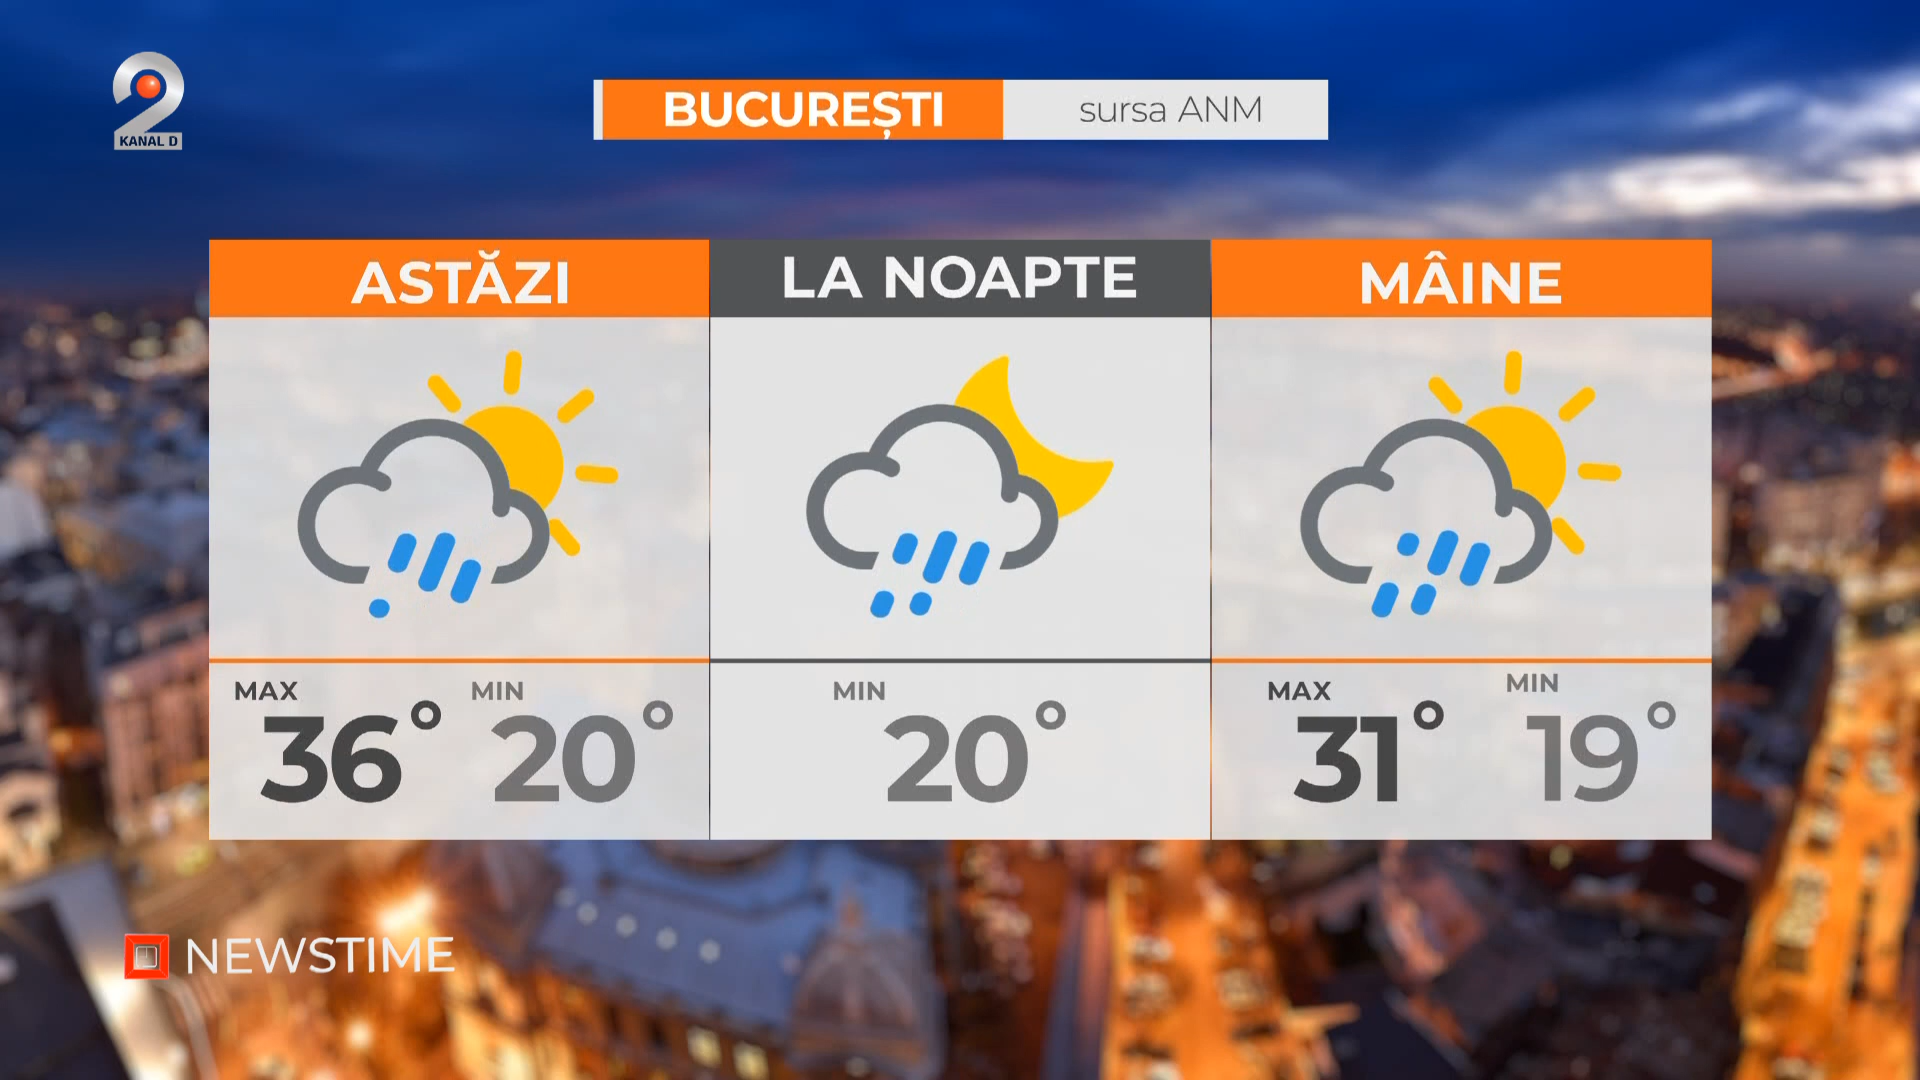 KANAL D
BUCUREȘTI
sursa ANM
ASTĂZI
LA NOAPTE
MÂINE
MAX
36°
MIN
20°
MIN
20°
MAX
31°
MIN
19°
NEWSTIME